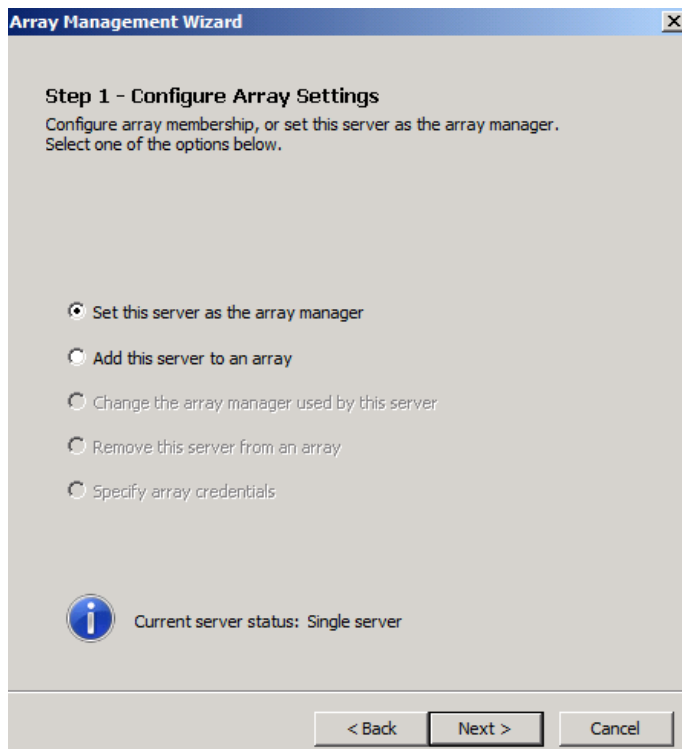 Array Management Wizard
Step 1 - Configure Array Settings
Configure array membership, or set this server as the array manager.
Select one of the options below.
Set this server as the array manager
Add this server to an array
Change the array manager used by this server
Remove this server from an array
Specify array credentials
Current server status: Single server
< Back Next > Cancel